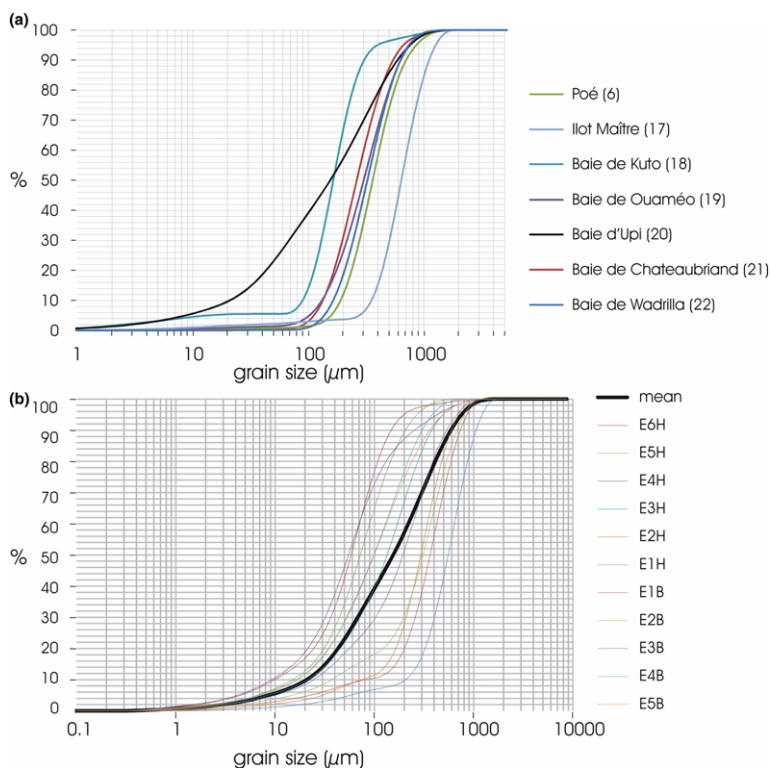 (a)
100
90
80
70
60
50
40
30
20
10
0
%
1
10
100
1000
grain size (µm)
Poé (6)
Ilot Maître (17)
Baie de Kuto (18)
Baie de Ouaméo (19)
Baie d'Upi (20)
Baie de Chateaubriand (21)
Baie de Wadrilla (22)
(b)
100
90
80
70
60
50
40
30
20
10
0
%
0.1
1
10
100
1000
10000
grain size (µm)
mean
E6H
E5H
E4H
E3H
E2H
E1H
E1B
E2B
E3B
E4B
E5B